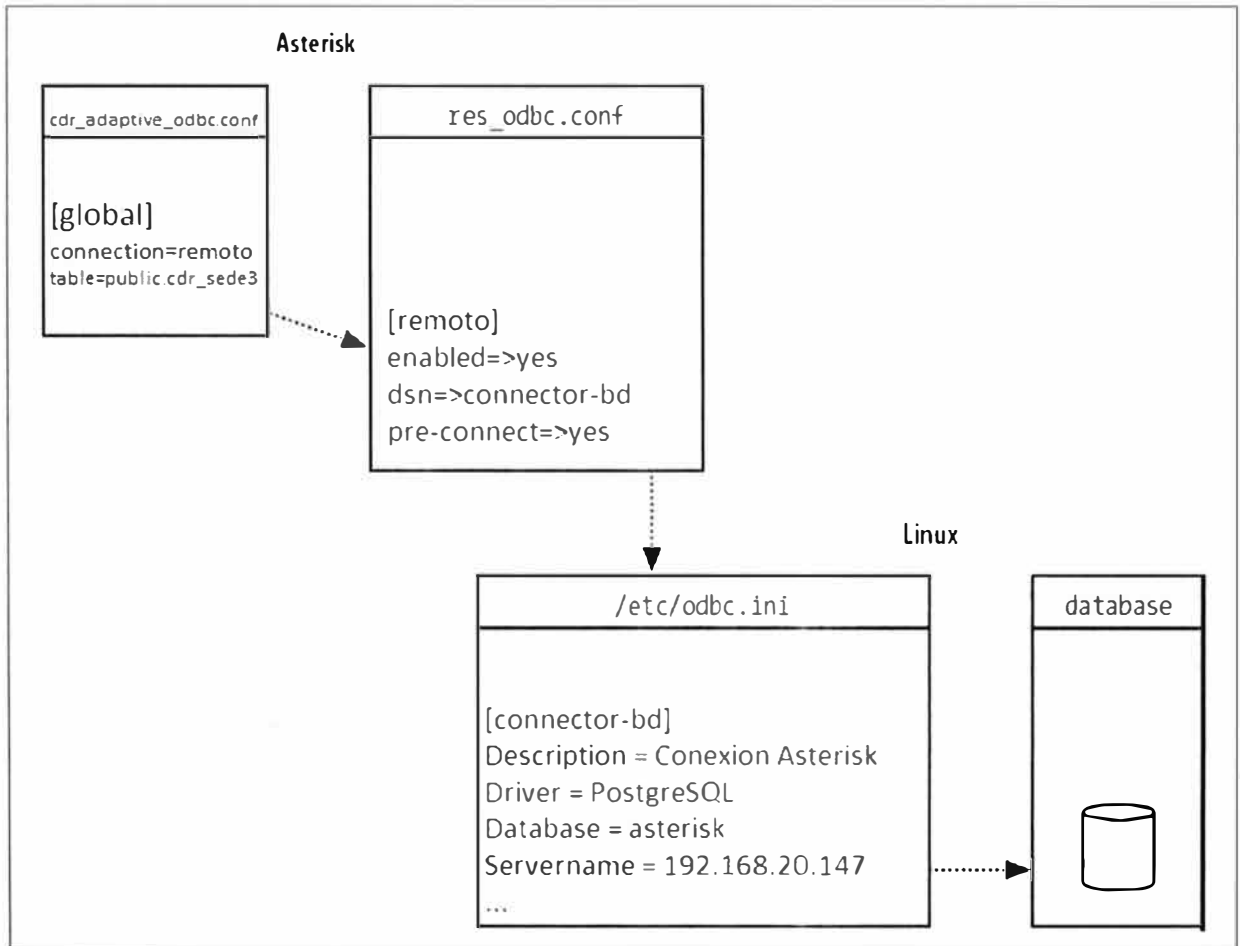 Asterisk
cdr_adaptive_odbc.conf
[global]
connection=remoto
table=public.cdr_sede3
res_odbc.conf
[remoto]
enabled=>yes
dsn=>connector-bd
pre-connect=>yes
Linux
/etc/odbc.ini
[connector-bd]
Description = Conexion Asterisk
Driver = PostgreSQL
Database = asterisk
Servername = 192.168.20.147
...
database